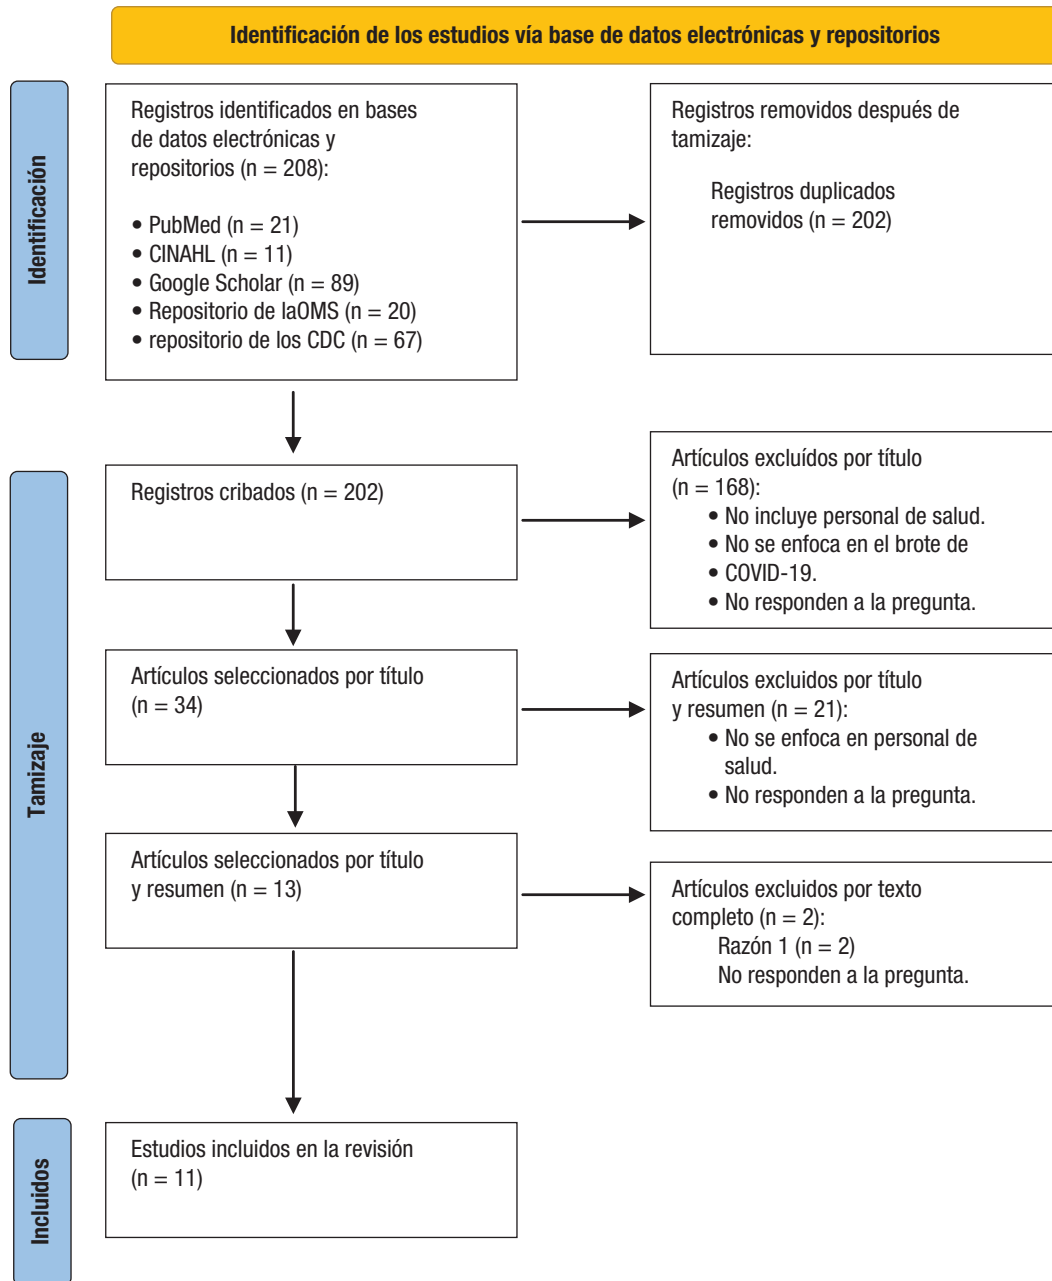 Identificación de los estudios vía base de datos electrónicas y repositorios
Identificación
Registros identificados en bases
de datos electrónicas y
repositorios (n = 208):
• PubMed (n = 21)
• CINAHL (n = 11)
• Google Scholar (n = 89)
• Repositorio de laOMS (n = 20)
• repositorio de los CDC (n = 67)
Registros removidos después de
tamizaje:
Registros duplicados
removidos (n = 202)
Tamizaje
Registros cribados (n = 202)
Artículos excluídos por título
(n = 168):
• No incluye personal de salud.
• No se enfoca en el brote de
• COVID-19.
• No responden a la pregunta.
Artículos seleccionados por título
(n = 34)
Artículos excluidos por título
y resumen (n = 21):
• No se enfoca en personal de
salud.
• No responden a la pregunta.
Artículos seleccionados por título
y resumen (n = 13)
Artículos excluidos por texto
completo (n = 2):
Razón 1 (n = 2)
No responden a la pregunta.
Incluidos
Estudios incluidos en la revisión
(n = 11)